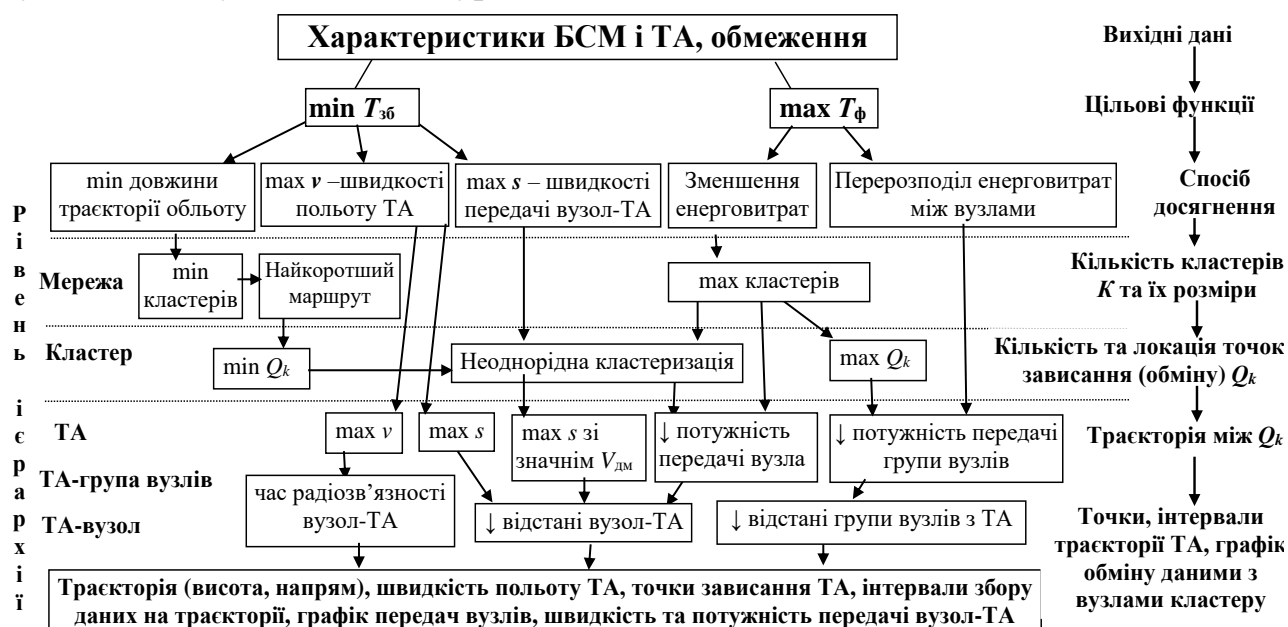 Характеристики БСМ і ТА, обмеження
Вихідні дані
min Tзб
max Tф
Цільові функції
min довжини
траєкторії обльоту
max v –швидкості
польоту ТА
max s – швидкості
передачі вузол-ТА
Зменшення
енерговитрат
Перерозподіл енерговитрат
між вузлами
Спосіб
досягнення
Рівень ієрархії
Мережа
min
кластерів
Найкоротший
маршрут
max кластерів
Кількість кластерів
K та їх розміри
Кластер
min Qk
Неоднорідна кластеризація
max Qk
Кількість та локація точок
зависання (обміну) Qk
ТА
max v
max s
max s зі
значнім Vдм
↓ потужність
передачі вузла
↓ потужність передачі
групи вузлів
Траєкторія між Qk
ТА-група вузлів
ТА-вузол
час радіозв’язності
вузол-ТА
↓ відстані вузол-ТА
↓ відстані групи вузлів з ТА
Точки, інтервали
траєкторії ТА, графік
обміну даними з
вузлами кластеру
Траєкторія (висота, напрям), швидкість польоту ТА, точки зависання ТА, інтервали збору
даних на траєкторії, графік передач вузлів, швидкість та потужність передачі вузол-ТА